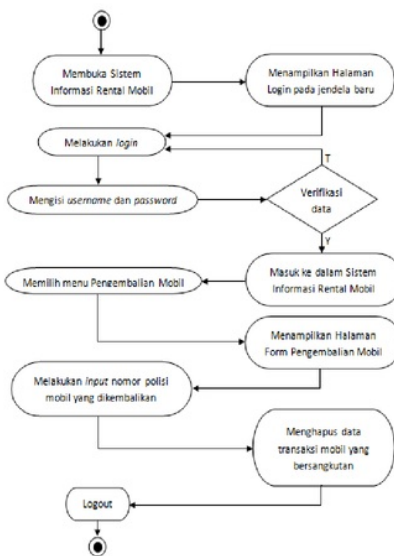 Membuka Sistem
Informasi Rental Mobil
Menampilkan Halaman
Login pada jendela baru
Melakukan login
T
Mengisi username dan password
Verifikasi
data
Y
Masuk ke dalam Sistem
Informasi Rental Mobil
Memilih menu Pengembalian Mobil
Menampilkan Halaman
Form Pengembalian Mobil
Melakukan input nomor polisi
mobil yang dikembalikan
Menghapus data
transaksi mobil yang
bersangkutan
Logout